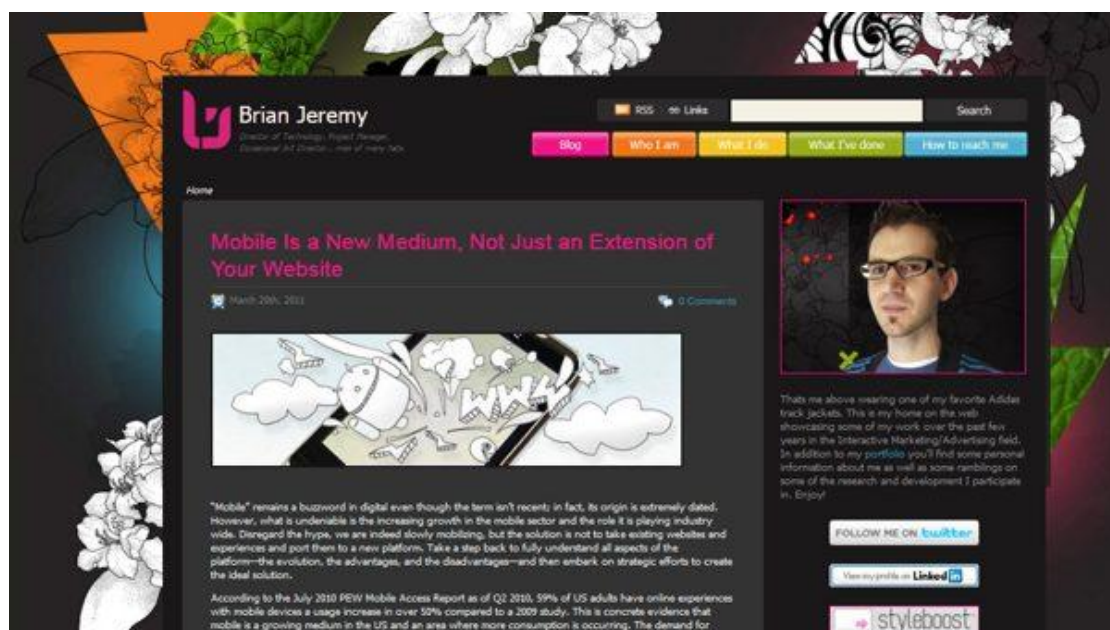 Brian Jeremy
Director of Technology, Project Manager,
Occasional Art Director... man of many hats
RSS Links Search
Blog Who I am What I do What I've done How to reach me
Home
Mobile Is a New Medium, Not Just an Extension of
Your Website
March 20th, 2011
0 Comments
WWW
"Mobile" remains a buzzword in digital even though the term isn't recent; in fact, its origin is extremely dated.
However, what is undeniable is the increasing growth in the mobile sector and the role it is playing industry
wide. Disregard the hype, we are indeed slowly mobilizing, but the solution is not to take existing websites and
experiences and port them to a new platform. Take a step back to fully understand all aspects of the
platform—the evolution, the advantages, and the disadvantages—and then embark on strategic efforts to create
the ideal solution.
According to the July 2010 PEW Mobile Access Report as of Q2 2010, 59% of US adults have online experiences
with mobile devices a usage increase in over 50% compared to a 2009 study. This is concrete evidence that
mobile is a growing medium in the US and an area where more consumption is occurring. The demand for
Thats me above wearing one of my favorite Adidas
track jackets. This is my home on the web
showcasing some of my work over the past few
years in the Interactive Marketing/Advertising field.
In addition to my portfolio you'll find some personal
information about me as well as some ramblings on
some of the research and development I participate
in. Enjoy!
FOLLOW ME ON twitter
View my profile on Linked in
styleboost